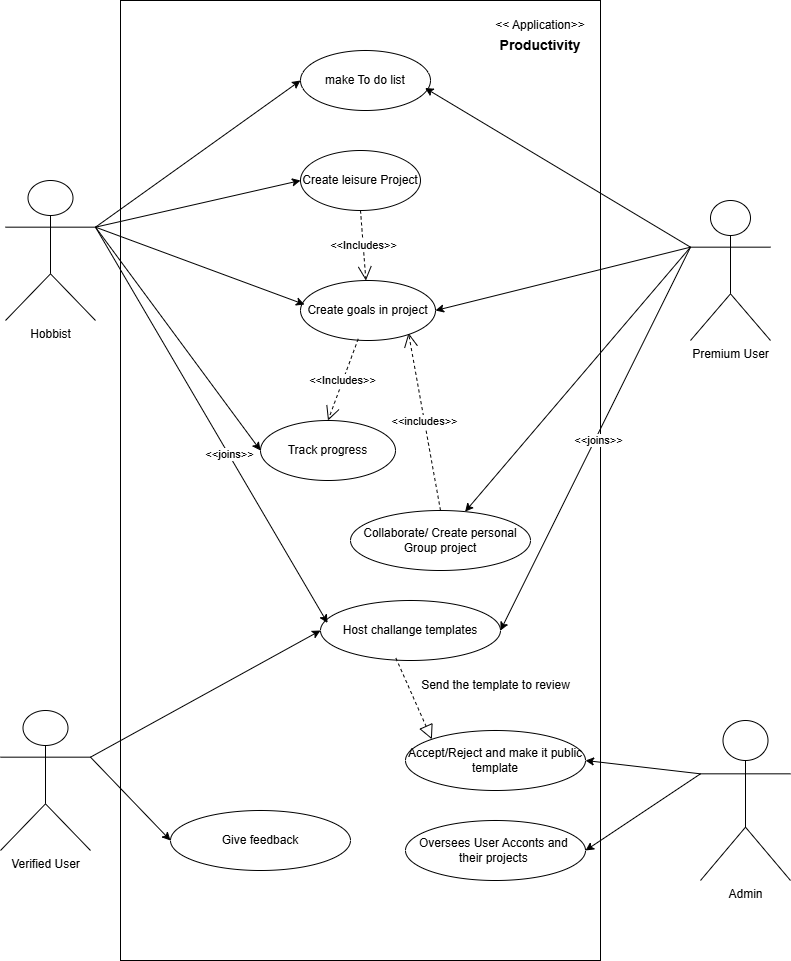 << Application>>
Productivity
make To do list
Create leisure Project
<<Includes>>
Create goals in project
Hobbist
Premium User
<<Includes>>
<<includes>>
<<joins>>
Track progress
<<joins>>
Collaborate/ Create personal
Group project
Host challange templates
Send the template to review
Accept/Reject and make it public
template
Give feedback
Oversees User Acconts and
their projects
Verified User
Admin